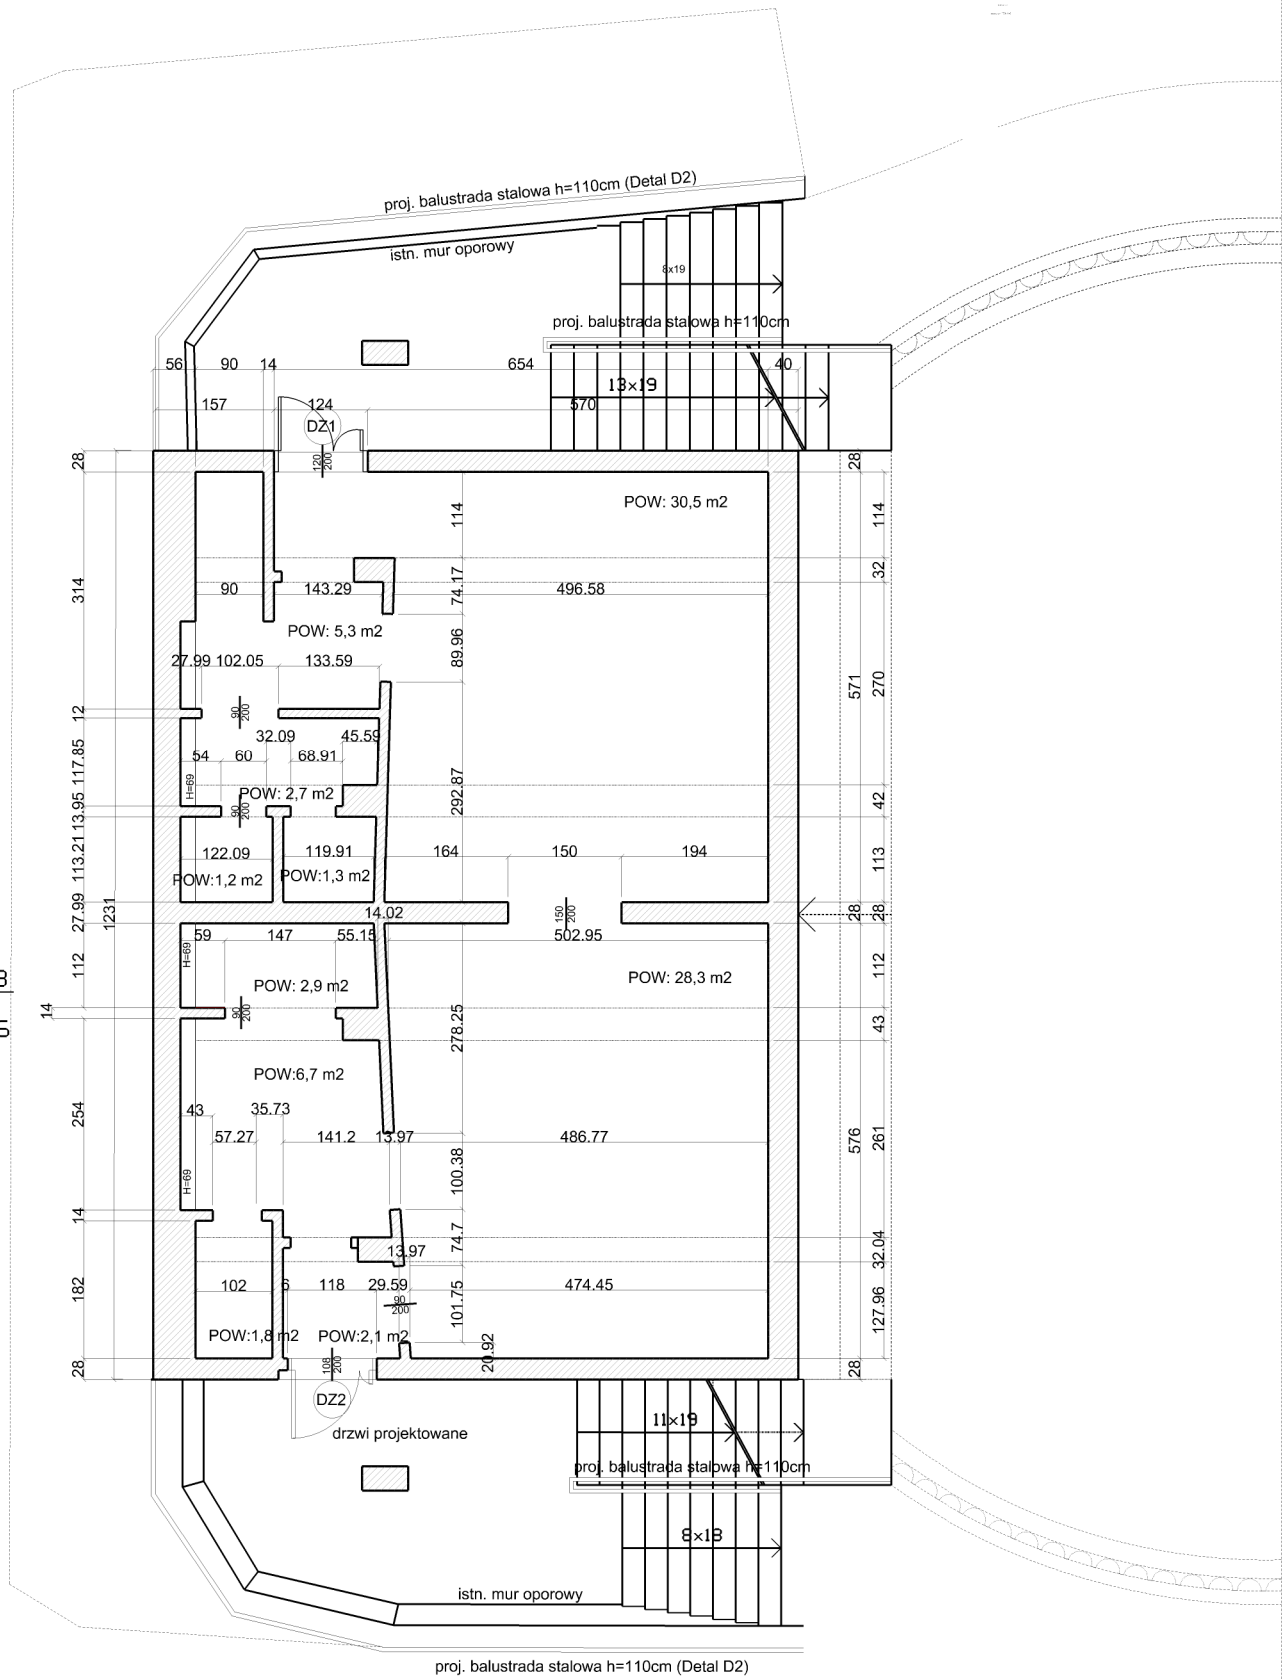 proj. balustrada stalowa h=110cm (Detal D2)
istn. mur oporowy
8x19
proj. balustrada stalowa h=110cm
56 90 14 654 40
13x19
157 124 570
DZ1
28 120 200 28
POW: 30,5 m2
114 114
32
314 90 143.29 74.17 496.58
POW: 5,3 m2
89.96
27.99 102.05 133.59
571 270
12 90 200
32.09 45.59
54 60 68.91
117.85
H=69 POW: 2,7 m2 292.87 42
13.95 90 200
122.09 119.91 164 150 194
113.21 113
POW:1,2 m2 POW:1,3 m2
27.99 1231 14.02 150 200 28 28
59 147 55.15 502.95
H=69
112 112
POW: 2,9 m2 POW: 28,3 m2
14 90 200 278.25 43
POW:6,7 m2
43 35.73
254 57.27 141.2 13.97 486.77 576 261
H=69 100.38
14 74.7 32.04
13.97
182 102 6 118 29.59 474.45
90 200 101.75 127.96
POW:1,8 m2 POW:2,1 m2
20.92
28 108 200 28
DZ2
11x19
drzwi projektowane
proj. balustrada stalowa h=110cm
8x18
istn. mur oporowy
proj. balustrada stalowa h=110cm (Detal D2)